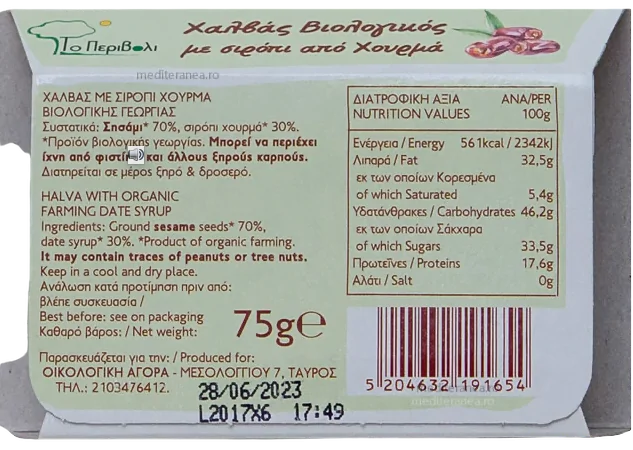 Το Περιβολι
Χαλβάς Βιολογικός
με σιρόπι από Χουρμά
mediteranea.ro
ΧΑΛΒΑΣ ΜΕ ΣΙΡΟΠΙ ΧΟΥΡΜΑ
ΒΙΟΛΟΓΙΚΗΣ ΓΕΩΡΓΙΑΣ
Συστατικά: Σησάμι* 70%, σιρόπι χουρμά* 30%.
*Προϊόν βιολογικής γεωργίας. Μπορεί να περιέχει
ίχνη από και άλλους ξηρούς καρπούς.
Διατηρείται σε μέρος ξηρό & δροσερό.
HALVA WITH ORGANIC
FARMING DATE SYRUP
Ingredients: Ground sesame seeds* 70%,
date syrup* 30%. *Product of organic farming.
It may contain traces of peanuts or tree nuts.
Keep in a cool and dry place.
Ανάλωση κατά προτίμηση πριν από:
βλέπε συσκευασία /
Best before: see on packaging
Καθαρό βάρος: / Net weight:
75g℮
Παρασκευάζεται για την: / Produced for:
ΟΙΚΟΛΟΓΙΚΗ ΑΓΟΡΑ - ΜΕΣΟΛΟΓΓΙΟΥ 7, ΤΑΥΡΟΣ
ΤΗΛ.: 2103476412.
28/06/2023
L2017X6 17:49
ΔΙΑΤΡΟΦΙΚΗ ΑΞΙΑ ΑΝΑ/PER
NUTRITION VALUES 100g
Ενέργεια / Energy 561kcal / 2342kJ
Λιπαρά / Fat 32,5g
εκ των οποίων Κορεσμένα
of which Saturated 5,4g
Υδατάνθρακες / Carbohydrates 46,2g
εκ των οποίων Σάκχαρα
of which Sugars 33,5g
Πρωτεΐνες / Proteins 17,6g
Αλάτι / Salt 0g
5 204632 191654
mediteranea.ro